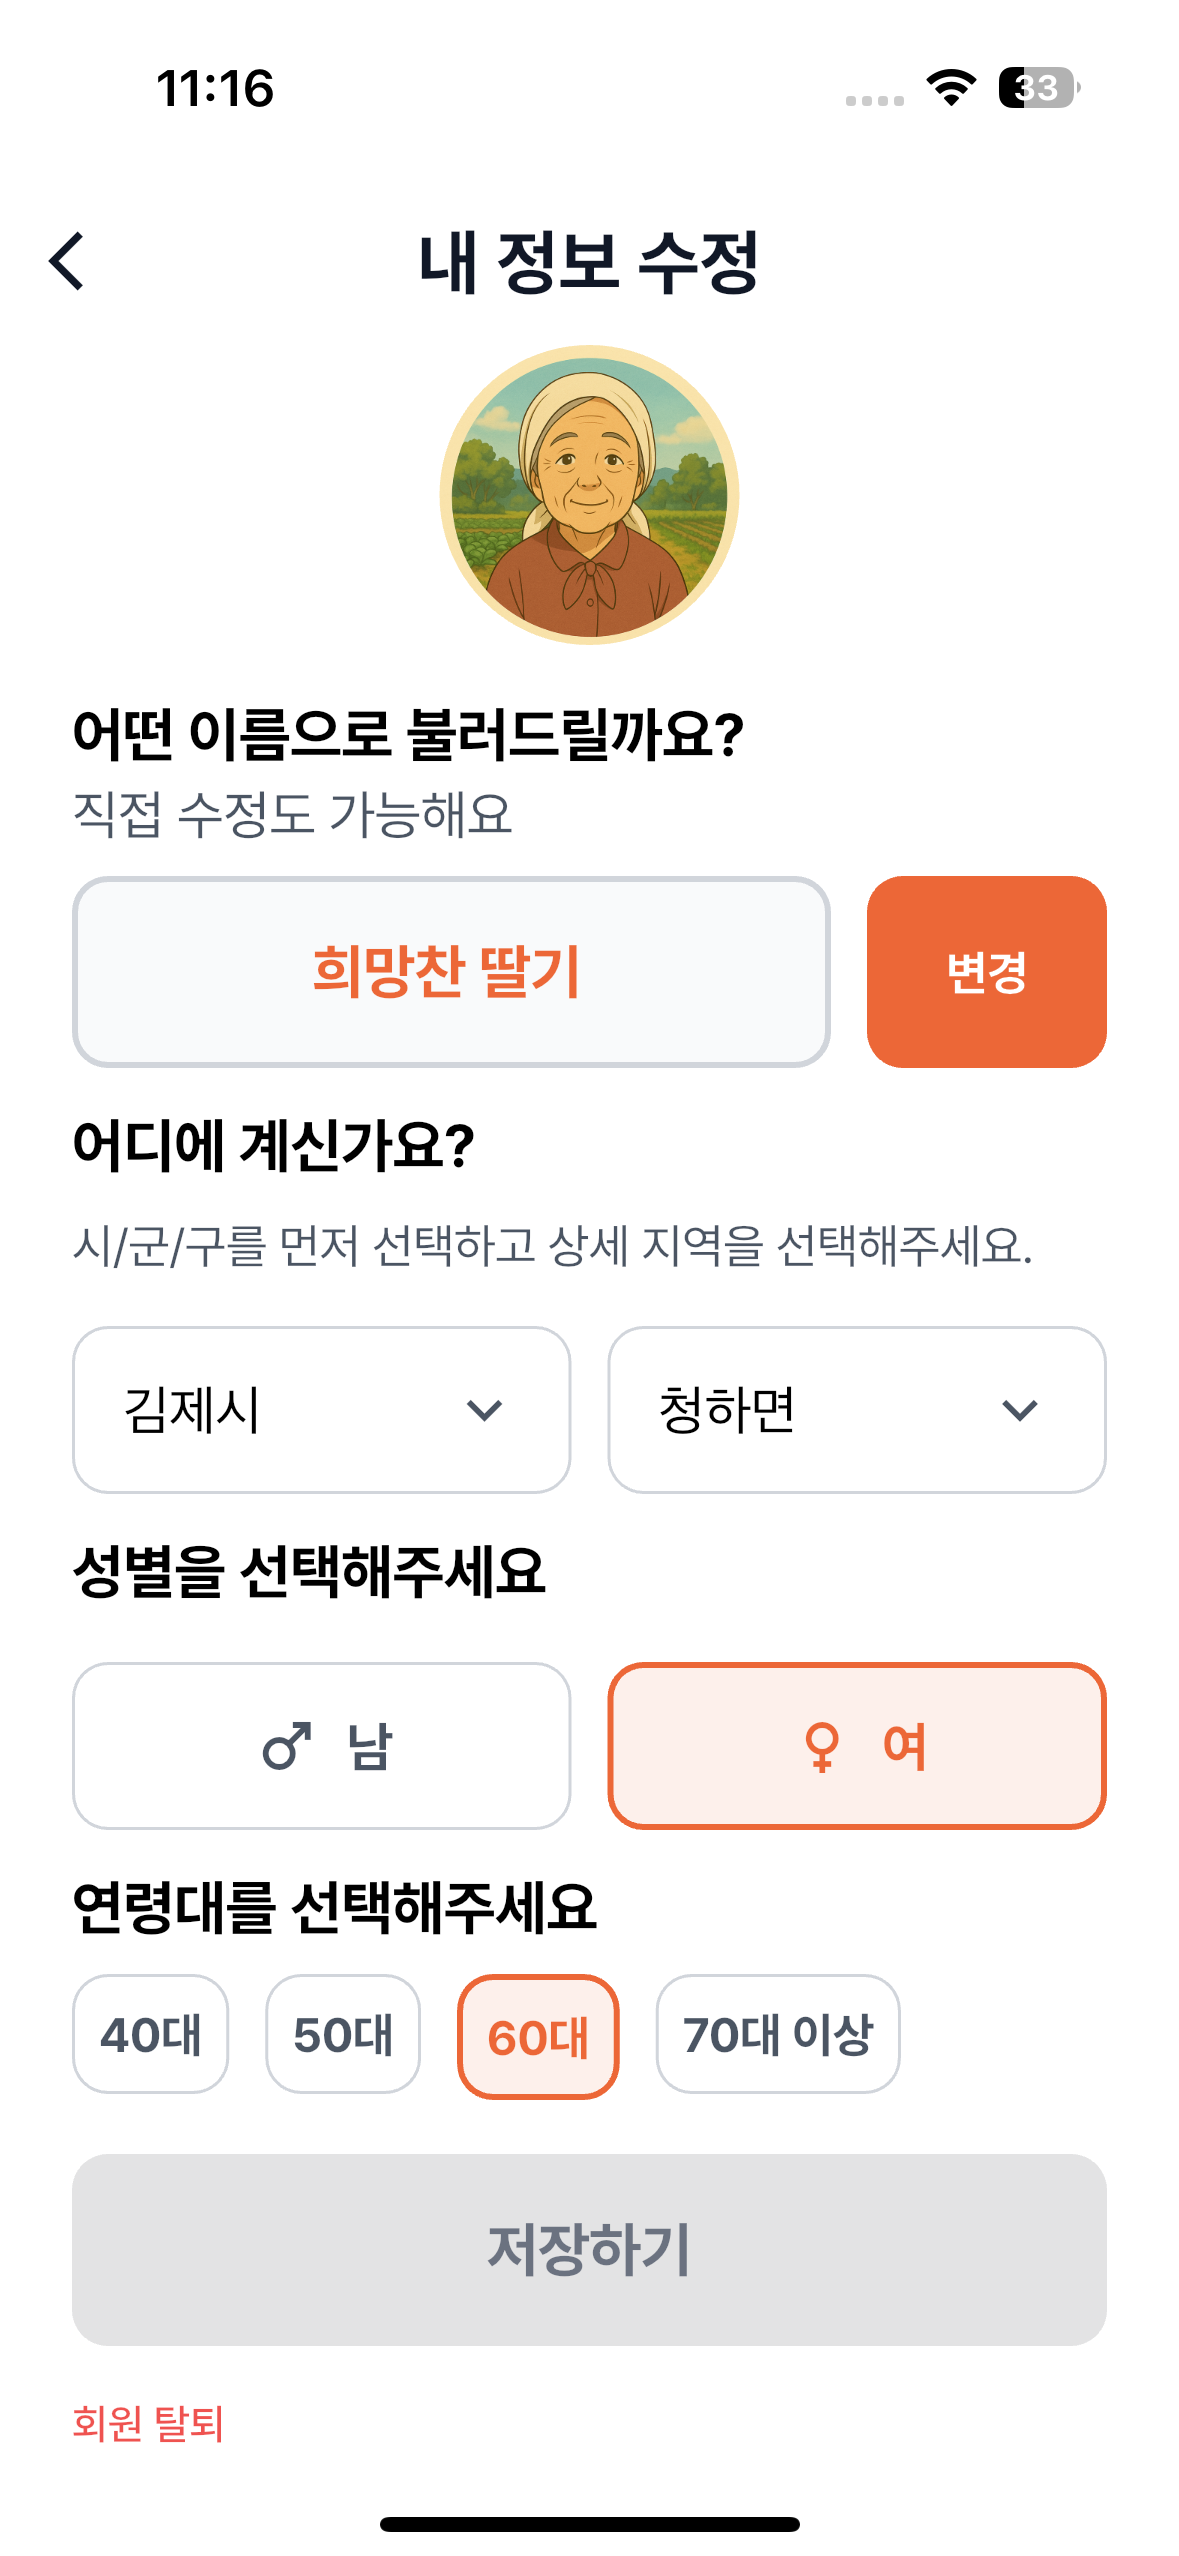 11:16
33
내 정보 수정
어떤 이름으로 불러드릴까요?
직접 수정도 가능해요
희망찬 딸기
변경
어디에 계신가요?
시/군/구를 먼저 선택하고 상세 지역을 선택해주세요.
김제시
청하면
성별을 선택해주세요
♂ 남
♀ 여
연령대를 선택해주세요
40대
50대
60대
70대 이상
저장하기
회원 탈퇴